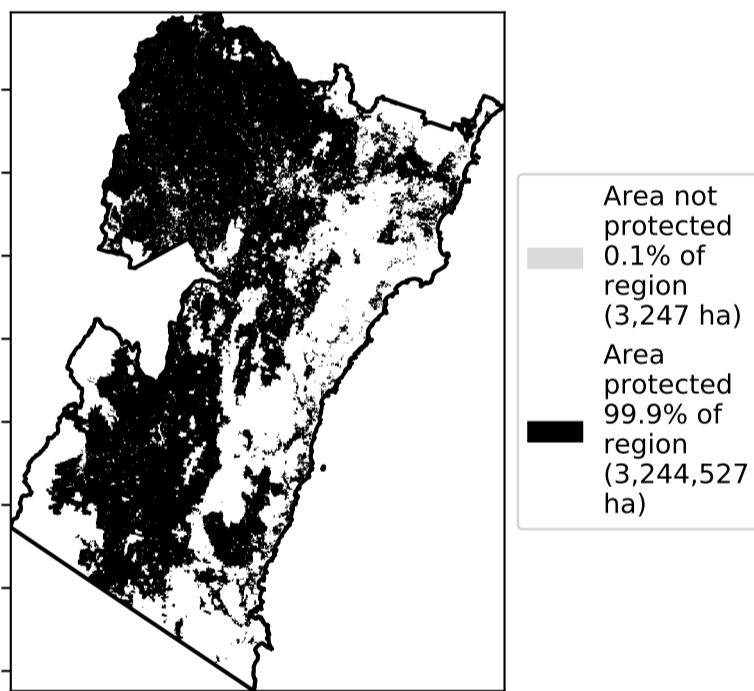 Area not
protected
0.1% of
region
(3,247 ha)
Area
protected
99.9% of
region
(3,244,527
ha)